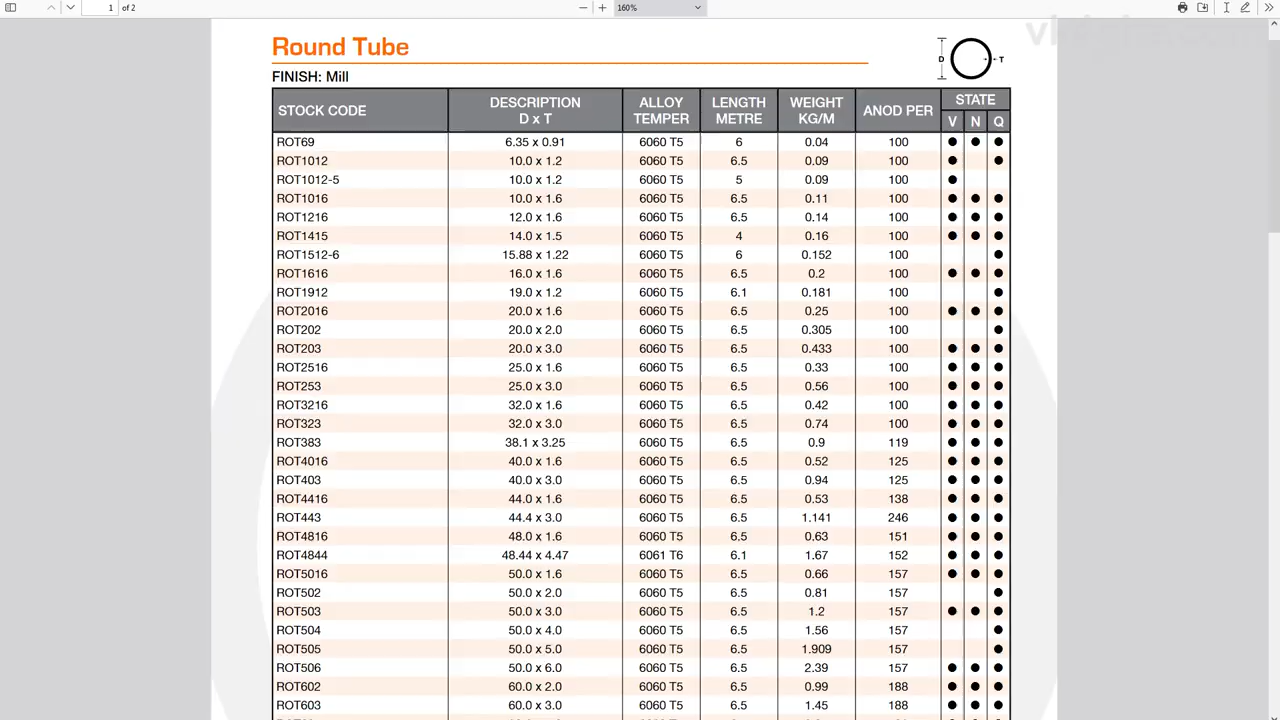 1 of 2 160%
Round Tube
FINISH: Mill
D T
STOCK CODE DESCRIPTION D x T ALLOY TEMPER LENGTH METRE WEIGHT KG/M ANOD PER STATE V N Q
ROT69 6.35 x 0.91 6060 T5 6 0.04 100 ● ● ●
ROT1012 10.0 x 1.2 6060 T5 6.5 0.09 100 ● ●
ROT1012-5 10.0 x 1.2 6060 T5 5 0.09 100 ●
ROT1016 10.0 x 1.6 6060 T5 6.5 0.11 100 ● ● ●
ROT1216 12.0 x 1.6 6060 T5 6.5 0.14 100 ● ● ●
ROT1415 14.0 x 1.5 6060 T5 4 0.16 100 ● ● ●
ROT1512-6 15.88 x 1.22 6060 T5 6 0.152 100 ●
ROT1616 16.0 x 1.6 6060 T5 6.5 0.2 100 ● ● ●
ROT1912 19.0 x 1.2 6060 T5 6.1 0.181 100 ●
ROT2016 20.0 x 1.6 6060 T5 6.5 0.25 100 ● ● ●
ROT202 20.0 x 2.0 6060 T5 6.5 0.305 100 ●
ROT203 20.0 x 3.0 6060 T5 6.5 0.433 100 ● ● ●
ROT2516 25.0 x 1.6 6060 T5 6.5 0.33 100 ● ● ●
ROT253 25.0 x 3.0 6060 T5 6.5 0.56 100 ● ● ●
ROT3216 32.0 x 1.6 6060 T5 6.5 0.42 100 ● ● ●
ROT323 32.0 x 3.0 6060 T5 6.5 0.74 100 ● ● ●
ROT383 38.1 x 3.25 6060 T5 6.5 0.9 119 ● ● ●
ROT4016 40.0 x 1.6 6060 T5 6.5 0.52 125 ● ● ●
ROT403 40.0 x 3.0 6060 T5 6.5 0.94 125 ● ● ●
ROT4416 44.0 x 1.6 6060 T5 6.5 0.53 138 ● ● ●
ROT443 44.4 x 3.0 6060 T5 6.5 1.141 246 ● ● ●
ROT4816 48.0 x 1.6 6060 T5 6.5 0.63 151 ● ● ●
ROT4844 48.44 x 4.47 6061 T6 6.1 1.67 152 ● ● ●
ROT5016 50.0 x 1.6 6060 T5 6.5 0.66 157 ● ● ●
ROT502 50.0 x 2.0 6060 T5 6.5 0.81 157 ●
ROT503 50.0 x 3.0 6060 T5 6.5 1.2 157 ● ● ●
ROT504 50.0 x 4.0 6060 T5 6.5 1.56 157 ●
ROT505 50.0 x 5.0 6060 T5 6.5 1.909 157 ●
ROT506 50.0 x 6.0 6060 T5 6.5 2.39 157 ● ● ●
ROT602 60.0 x 2.0 6060 T5 6.5 0.99 188 ● ● ●
ROT603 60.0 x 3.0 6060 T5 6.5 1.45 188 ● ● ●